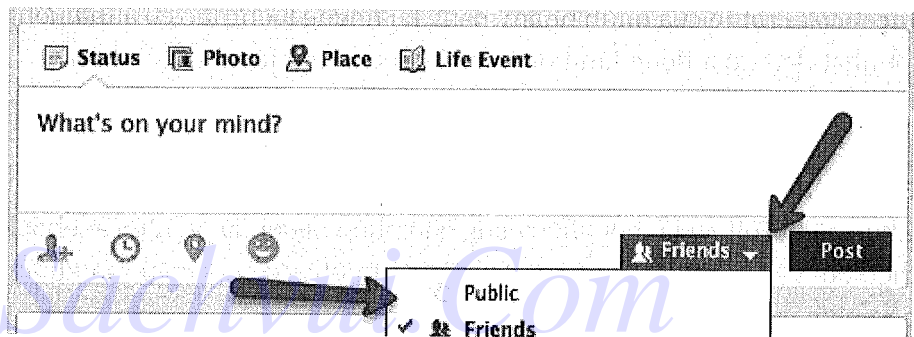 Status Photo Place Life Event
What's on your mind?
Friends Post
Public
Friends
Sachvui.Com